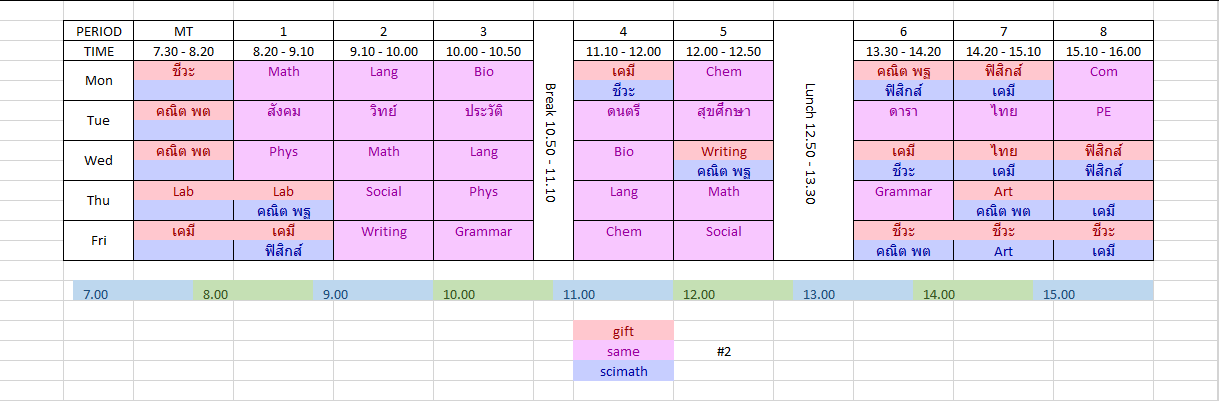 PERIOD MT 1 2 3 4 5 6 7 8
TIME 7.30 - 8.20 8.20 - 9.10 9.10 - 10.00 10.00 - 10.50 11.10 - 12.00 12.00 - 12.50 13.30 - 14.20 14.20 - 15.10 15.10 - 16.00
Break 10.50 - 11.10
Lunch 12.50 - 13.30
Mon
ชีวะ Math Lang Bio เคมี Chem คณิต พฐ ฟิสิกส์ Com
ชีวะ ฟิสิกส์ เคมี
Tue
คณิต พต สังคม วิทย์ ประวัติ ดนตรี สุขศึกษา ดารา ไทย PE
Wed
คณิต พต Phys Math Lang Bio Writing เคมี ไทย ฟิสิกส์
คณิต พฐ ชีวะ เคมี ฟิสิกส์
Thu
Lab Lab Social Phys Lang Math Grammar Art
คณิต พฐ คณิต พต เคมี
Fri
เคมี เคมี Writing Grammar Chem Social ชีวะ ชีวะ ชีวะ
ฟิสิกส์ คณิต พต Art เคมี
7.00 8.00 9.00 10.00 11.00 12.00 13.00 14.00 15.00
gift
same #2
scimath